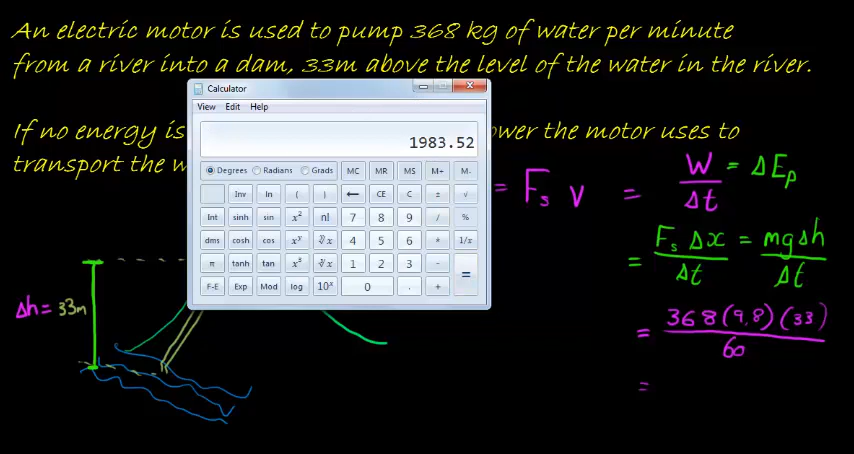 An electric motor is used to pump 368 kg of water per minute
from a river into a dam, 33m above the level of the water in the river.
Calculator
View Edit Help
1983.52
If no energy is ower the motor uses to
transport the w
Degrees Radians Grads MC MR MS M+ M-
Inv ln ( ) ← CE C ± √
Int sinh sin x² n! 7 8 9 / %
dms cosh cos xʸ ʸ√x 4 5 6 * 1/x
π tanh tan x³ ³√x 1 2 3 - =
F-E Exp Mod log 10ˣ 0 . +
= Fₛ v = W/Δt = ΔEₚ
= Fₛ Δx/Δt = mgΔh/Δt
Δh = 33m
= 368(9,8)(33)/60
=